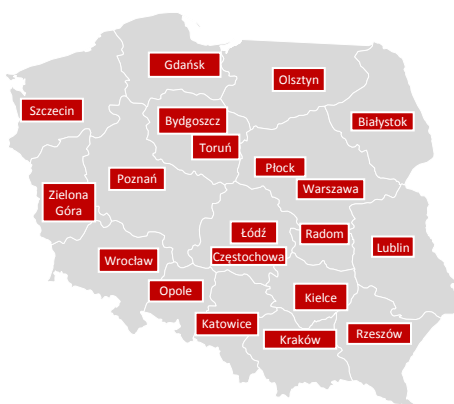 Gdańsk
Olsztyn
Szczecin
Bydgoszcz
Białystok
Toruń
Płock
Poznań
Warszawa
Zielona
Góra
Łódź
Radom
Lublin
Częstochowa
Wrocław
Opole
Kielce
Katowice
Kraków
Rzeszów